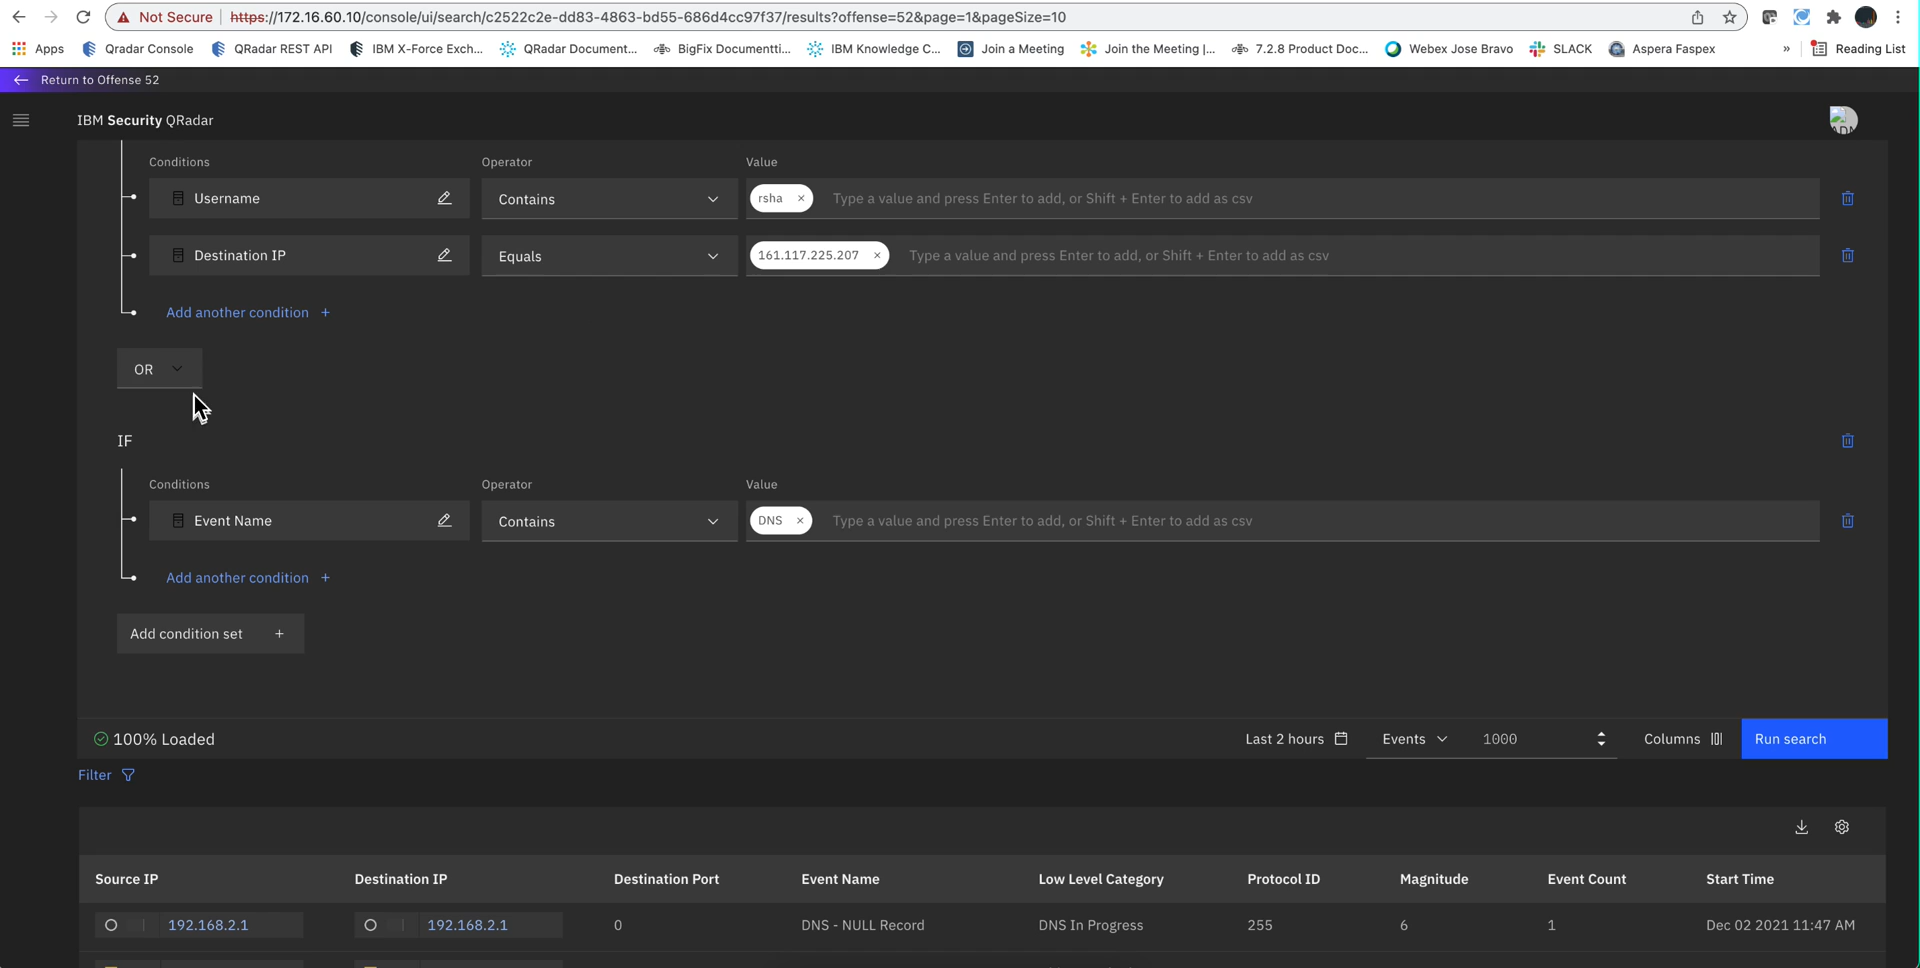 Not Secure https://172.16.60.10/console/ui/search/c2522c2e-dd83-4863-bd55-686d4cc97f37/results?offense=52&page=1&pageSize=10
Apps Qradar Console QRadar REST API IBM X-Force Exch... QRadar Document... BigFix Documentti... IBM Knowledge C... Join a Meeting Join the Meeting |... 7.2.8 Product Doc... Webex Jose Bravo SLACK Aspera Faspex » Reading List
Return to Offense 52
IBM Security QRadar
Conditions Operator Value
Username Contains rsha × Type a value and press Enter to add, or Shift + Enter to add as csv
Destination IP Equals 161.117.225.207 × Type a value and press Enter to add, or Shift + Enter to add as csv
Add another condition +
OR
IF
Conditions Operator Value
Event Name Contains DNS × Type a value and press Enter to add, or Shift + Enter to add as csv
Add another condition +
Add condition set +
100% Loaded Last 2 hours Events 1000 Columns Run search
Filter
Source IP Destination IP Destination Port Event Name Low Level Category Protocol ID Magnitude Event Count Start Time
192.168.2.1 192.168.2.1 0 DNS - NULL Record DNS In Progress 255 6 1 Dec 02 2021 11:47 AM